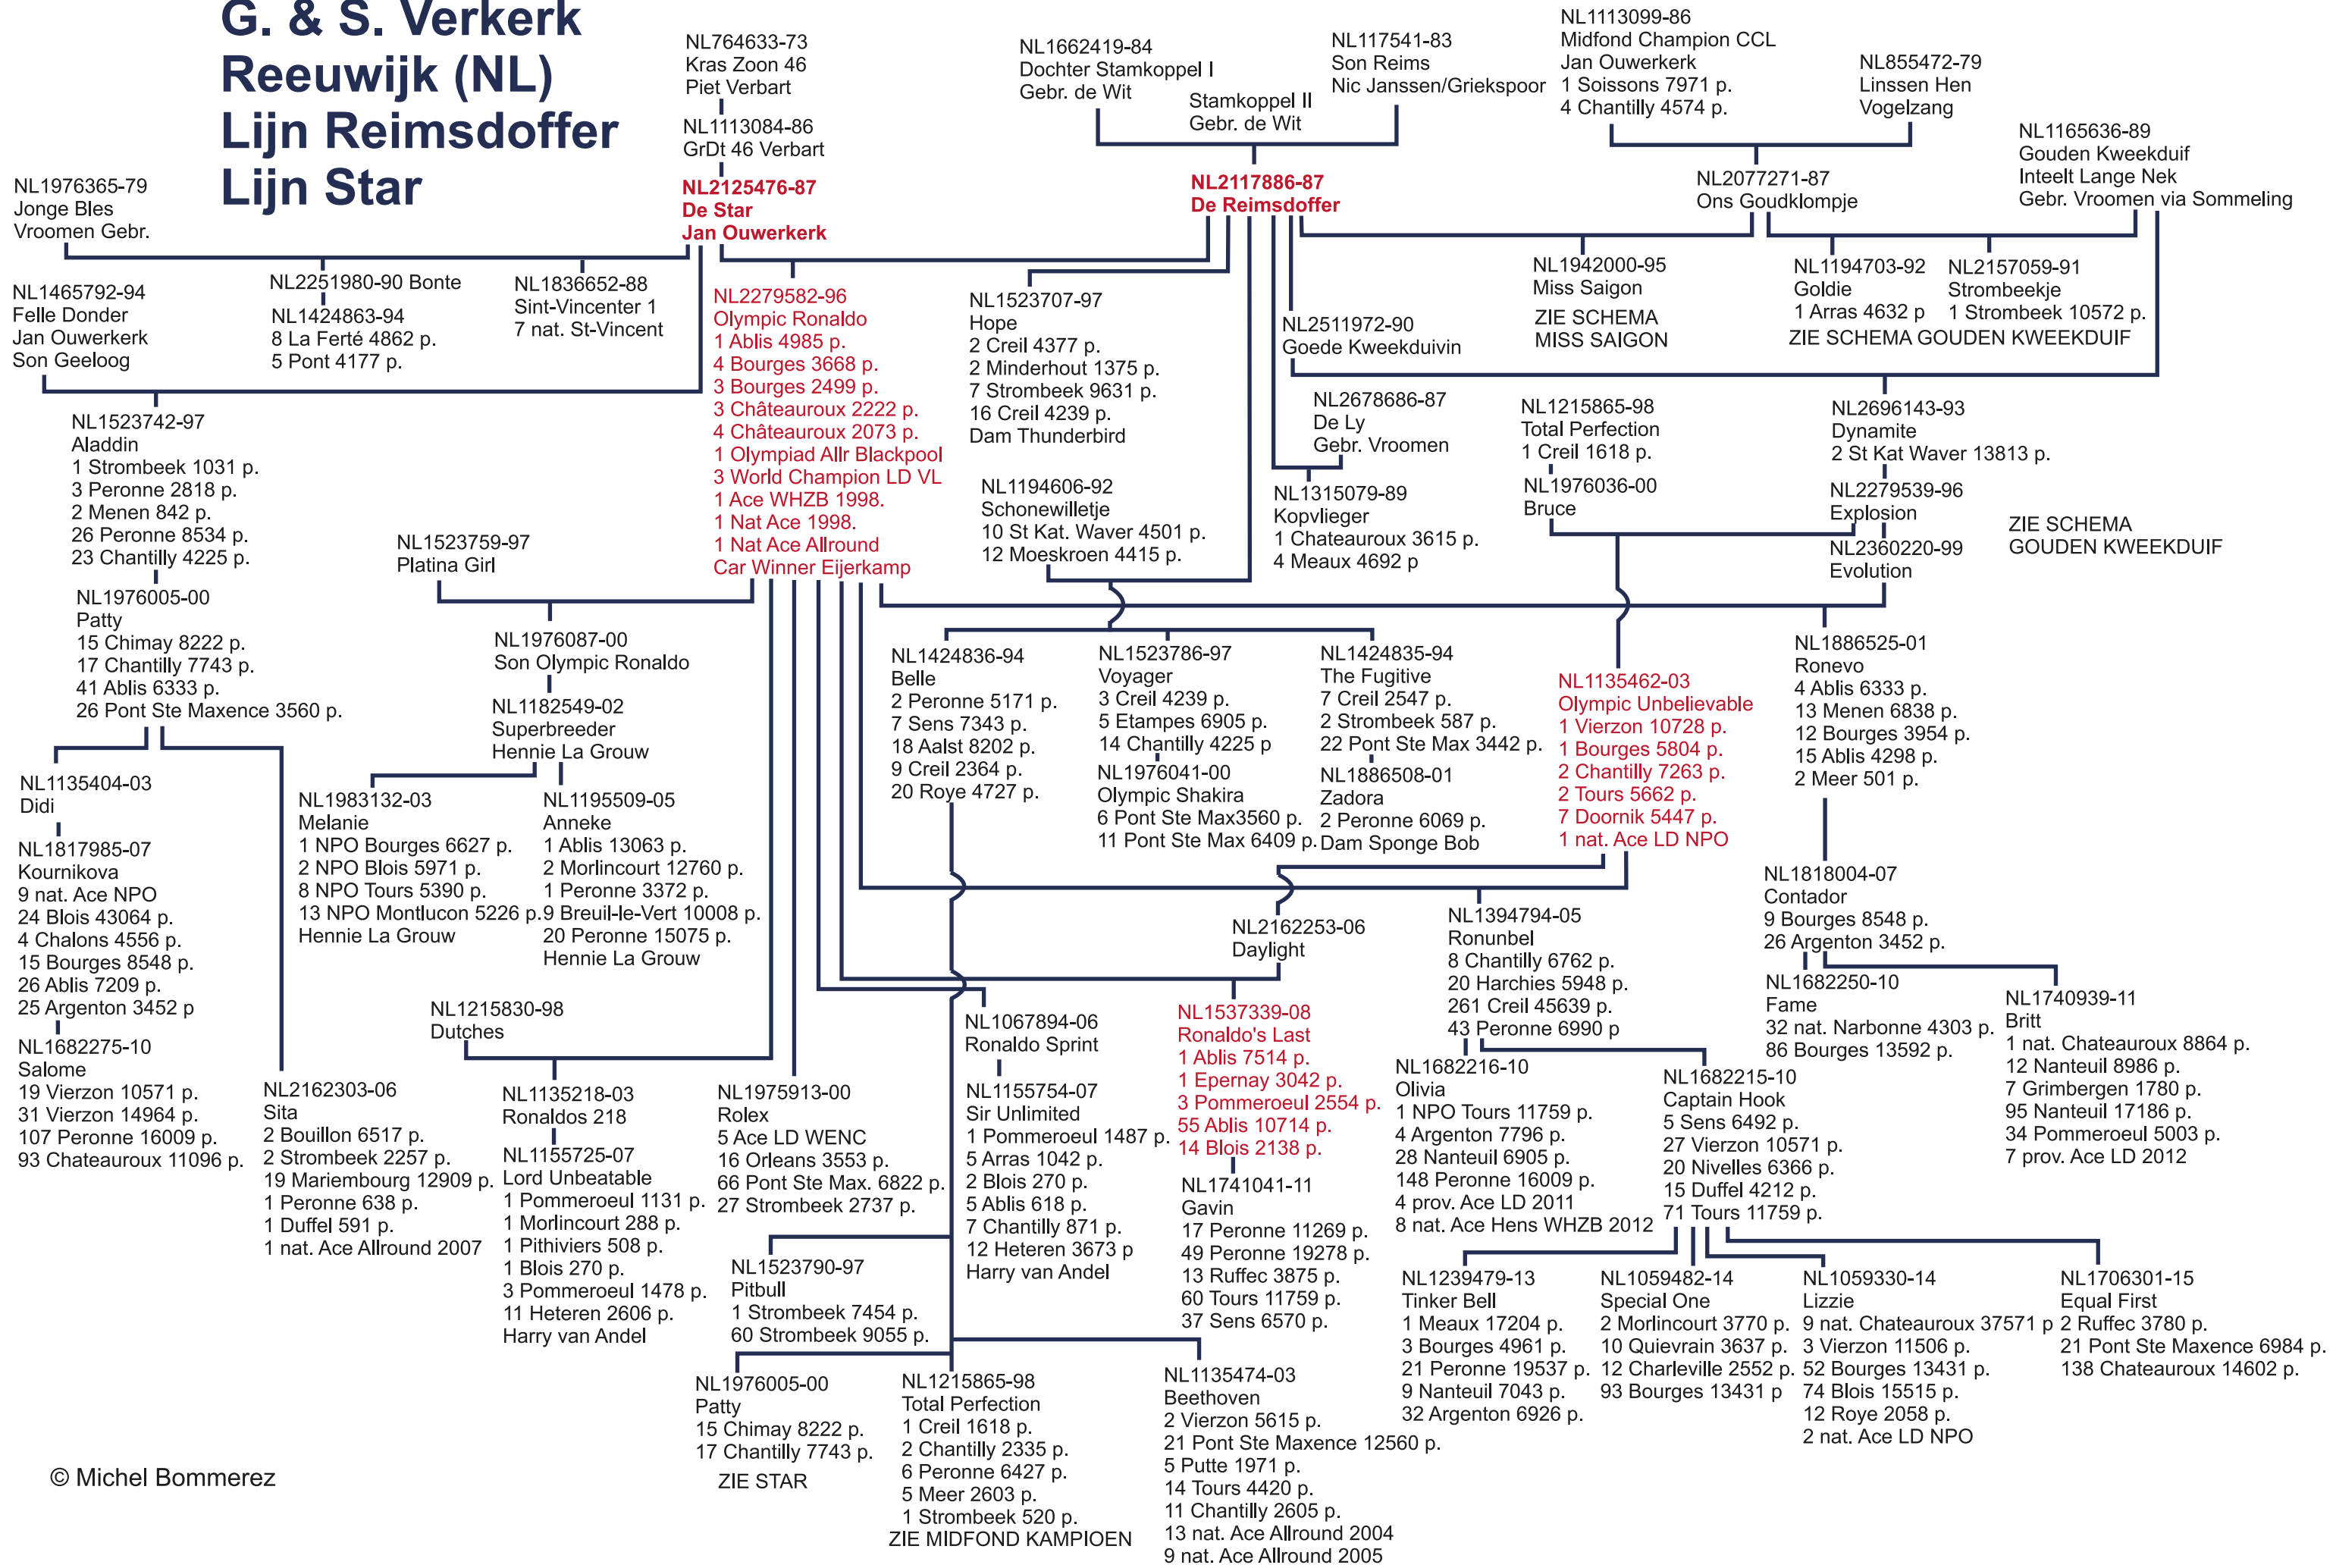 G. & S. Verkerk
Reeuwijk (NL)
Lijn Reimsdoffer
Lijn Star
NL764633-73
Kras Zoon 46
Piet Verbart
NL1113084-86
GrDt 46 Verbart
NL2125476-87
De Star
Jan Ouwerkerk
NL1662419-84
Dochter Stamkoppel I
Gebr. de Wit
Stamkoppel II
Gebr. de Wit
NL117541-83
Son Reims
Nic Janssen/Griekspoor
NL2117886-87
De Reimsdoffer
NL1113099-86
Midfond Champion CCL
Jan Ouwerkerk
1 Soissons 7971 p.
4 Chantilly 4574 p.
NL855472-79
Linssen Hen
Vogelzang
NL2077271-87
Ons Goudklompje
NL1165636-89
Gouden Kweekduif
Inteelt Lange Nek
Gebr. Vroomen via Sommeling
NL1976365-79
Jonge Bles
Vroomen Gebr.
NL1465792-94
Felle Donder
Jan Ouwerkerk
Son Geeloog
NL2251980-90 Bonte
NL1424863-94
8 La Ferté 4862 p.
5 Pont 4177 p.
NL1836652-88
Sint-Vincenter 1
7 nat. St-Vincent
NL2279582-96
Olympic Ronaldo
1 Ablis 4985 p.
4 Bourges 3668 p.
3 Bourges 2499 p.
3 Châteauroux 2222 p.
4 Châteauroux 2073 p.
1 Olympiad Allr Blackpool
3 World Champion LD VL
1 Ace WHZB 1998.
1 Nat Ace 1998.
1 Nat Ace Allround
Car Winner Eijerkamp
NL1523707-97
Hope
2 Creil 4377 p.
2 Minderhout 1375 p.
7 Strombeek 9631 p.
16 Creil 4239 p.
Dam Thunderbird
NL2511972-90
Goede Kweekduivin
NL1942000-95
Miss Saigon
ZIE SCHEMA
MISS SAIGON
NL1194703-92
Goldie
1 Arras 4632 p
NL2157059-91
Strombeekje
1 Strombeek 10572 p.
ZIE SCHEMA GOUDEN KWEEKDUIF
NL1523742-97
Aladdin
1 Strombeek 1031 p.
3 Peronne 2818 p.
2 Menen 842 p.
26 Peronne 8534 p.
23 Chantilly 4225 p.
NL2678686-87
De Ly
Gebr. Vroomen
NL1215865-98
Total Perfection
1 Creil 1618 p.
NL1976036-00
Bruce
NL2696143-93
Dynamite
2 St Kat Waver 13813 p.
NL2279539-96
Explosion
NL2360220-99
Evolution
ZIE SCHEMA
GOUDEN KWEEKDUIF
NL1194606-92
Schonewilletje
10 St Kat. Waver 4501 p.
12 Moeskroen 4415 p.
NL1315079-89
Kopvlieger
1 Chateauroux 3615 p.
4 Meaux 4692 p
NL1523759-97
Platina Girl
NL1976005-00
Patty
15 Chimay 8222 p.
17 Chantilly 7743 p.
41 Ablis 6333 p.
26 Pont Ste Maxence 3560 p.
NL1976087-00
Son Olympic Ronaldo
NL1182549-02
Superbreeder
Hennie La Grouw
NL1424836-94
Belle
2 Peronne 5171 p.
7 Sens 7343 p.
18 Aalst 8202 p.
9 Creil 2364 p.
20 Roye 4727 p.
NL1523786-97
Voyager
3 Creil 4239 p.
5 Etampes 6905 p.
14 Chantilly 4225 p
NL1976041-00
Olympic Shakira
6 Pont Ste Max3560 p.
11 Pont Ste Max 6409 p.
NL1424835-94
The Fugitive
7 Creil 2547 p.
2 Strombeek 587 p.
22 Pont Ste Max 3442 p.
NL1886508-01
Zadora
2 Peronne 6069 p.
Dam Sponge Bob
NL1135462-03
Olympic Unbelievable
1 Vierzon 10728 p.
1 Bourges 5804 p.
2 Chantilly 7263 p.
2 Tours 5662 p.
7 Doornik 5447 p.
1 nat. Ace LD NPO
NL1886525-01
Ronevo
4 Ablis 6333 p.
13 Menen 6838 p.
12 Bourges 3954 p.
15 Ablis 4298 p.
2 Meer 501 p.
NL1135404-03
Didi
NL1817985-07
Kournikova
9 nat. Ace NPO
24 Blois 43064 p.
4 Chalons 4556 p.
15 Bourges 8548 p.
26 Ablis 7209 p.
25 Argenton 3452 p
NL1682275-10
Salome
19 Vierzon 10571 p.
31 Vierzon 14964 p.
107 Peronne 16009 p.
93 Chateauroux 11096 p.
NL1983132-03
Melanie
1 NPO Bourges 6627 p.
2 NPO Blois 5971 p.
8 NPO Tours 5390 p.
13 NPO Montlucon 5226 p.
Hennie La Grouw
NL1195509-05
Anneke
1 Ablis 13063 p.
2 Morlincourt 12760 p.
1 Peronne 3372 p.
9 Breuil-le-Vert 10008 p.
20 Peronne 15075 p.
Hennie La Grouw
NL2162253-06
Daylight
NL1394794-05
Ronunbel
8 Chantilly 6762 p.
20 Harchies 5948 p.
261 Creil 45639 p.
43 Peronne 6990 p
NL1818004-07
Contador
9 Bourges 8548 p.
26 Argenton 3452 p.
NL1682250-10
Fame
32 nat. Narbonne 4303 p.
86 Bourges 13592 p.
NL1740939-11
Britt
1 nat. Chateauroux 8864 p.
12 Nanteuil 8986 p.
7 Grimbergen 1780 p.
95 Nanteuil 17186 p.
34 Pommeroeul 5003 p.
7 prov. Ace LD 2012
NL1215830-98
Dutches
NL2162303-06
Sita
2 Bouillon 6517 p.
2 Strombeek 2257 p.
19 Mariembourg 12909 p.
1 Peronne 638 p.
1 Duffel 591 p.
1 nat. Ace Allround 2007
NL1135218-03
Ronaldos 218
NL1155725-07
Lord Unbeatable
1 Pommeroeul 1131 p.
1 Morlincourt 288 p.
1 Pithiviers 508 p.
1 Blois 270 p.
3 Pommeroeul 1478 p.
11 Heteren 2606 p.
Harry van Andel
NL1975913-00
Rolex
5 Ace LD WENC
16 Orleans 3553 p.
66 Pont Ste Max. 6822 p.
27 Strombeek 2737 p.
NL1067894-06
Ronaldo Sprint
NL1155754-07
Sir Unlimited
1 Pommeroeul 1487 p.
5 Arras 1042 p.
2 Blois 270 p.
5 Ablis 618 p.
7 Chantilly 871 p.
12 Heteren 3673 p
Harry van Andel
NL1537339-08
Ronaldo's Last
1 Ablis 7514 p.
1 Epernay 3042 p.
3 Pommeroeul 2554 p.
55 Ablis 10714 p.
14 Blois 2138 p.
NL1741041-11
Gavin
17 Peronne 11269 p.
49 Peronne 19278 p.
13 Ruffec 3875 p.
60 Tours 11759 p.
37 Sens 6570 p.
NL1682216-10
Olivia
1 NPO Tours 11759 p.
4 Argenton 7796 p.
28 Nanteuil 6905 p.
148 Peronne 16009 p.
4 prov. Ace LD 2011
8 nat. Ace Hens WHZB 2012
NL1682215-10
Captain Hook
5 Sens 6492 p.
27 Vierzon 10571 p.
20 Nivelles 6366 p.
15 Duffel 4212 p.
71 Tours 11759 p.
NL1523790-97
Pitbull
1 Strombeek 7454 p.
60 Strombeek 9055 p.
NL1239479-13
Tinker Bell
1 Meaux 17204 p.
3 Bourges 4961 p.
21 Peronne 19537 p.
9 Nanteuil 7043 p.
32 Argenton 6926 p.
NL1059482-14
Special One
2 Morlincourt 3770 p.
10 Quievrain 3637 p.
12 Charleville 2552 p.
93 Bourges 13431 p
NL1059330-14
Lizzie
9 nat. Chateauroux 37571 p
3 Vierzon 11506 p.
52 Bourges 13431 p.
74 Blois 15515 p.
12 Roye 2058 p.
2 nat. Ace LD NPO
NL1706301-15
Equal First
2 Ruffec 3780 p.
21 Pont Ste Maxence 6984 p.
138 Chateauroux 14602 p.
NL1976005-00
Patty
15 Chimay 8222 p.
17 Chantilly 7743 p.
ZIE STAR
NL1215865-98
Total Perfection
1 Creil 1618 p.
2 Chantilly 2335 p.
6 Peronne 6427 p.
5 Meer 2603 p.
1 Strombeek 520 p.
ZIE MIDFOND KAMPIOEN
NL1135474-03
Beethoven
2 Vierzon 5615 p.
21 Pont Ste Maxence 12560 p.
5 Putte 1971 p.
14 Tours 4420 p.
11 Chantilly 2605 p.
13 nat. Ace Allround 2004
9 nat. Ace Allround 2005
© Michel Bommerez